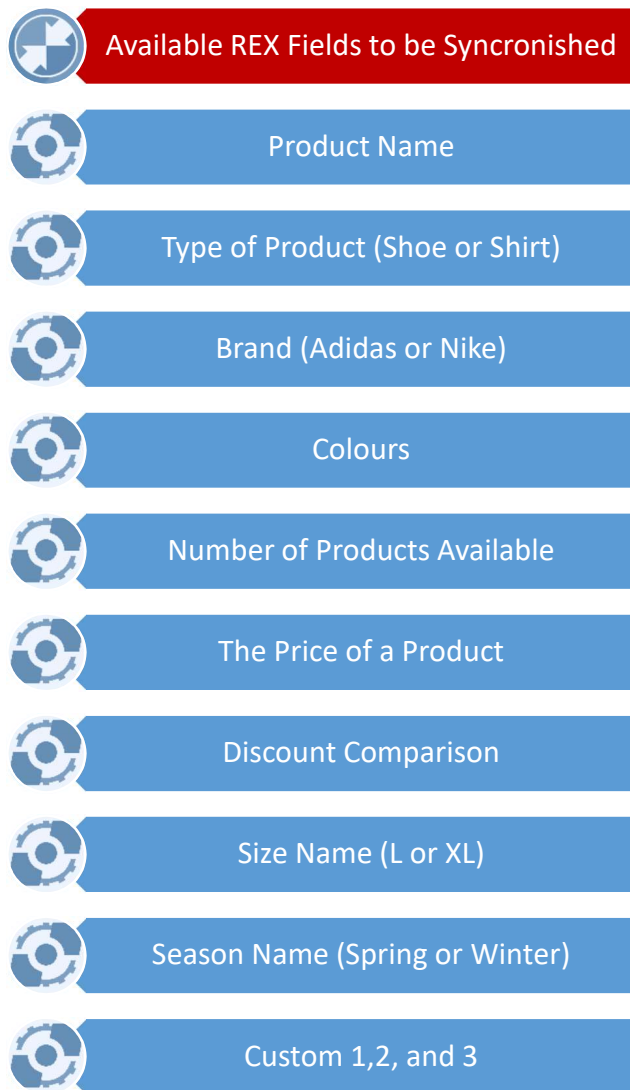 Available REX Fields to be Syncronished
Product Name
Type of Product (Shoe or Shirt)
Brand (Adidas or Nike)
Colours
Number of Products Available
The Price of a Product
Discount Comparison
Size Name (L or XL)
Season Name (Spring or Winter)
Custom 1,2, and 3